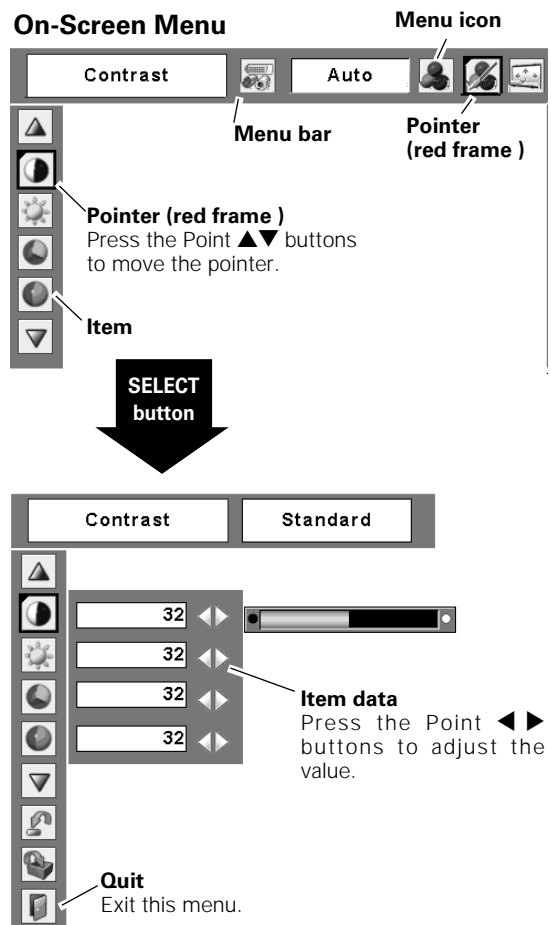 On-Screen Menu
Menu icon
Contrast
Auto
Menu bar
Pointer
(red frame )
Pointer (red frame )
Press the Point ▲▼ buttons
to move the pointer.
Item
SELECT
button
Contrast
Standard
32
32
32
32
Item data
Press the Point ◀ ▶
buttons to adjust the
value.
Quit
Exit this menu.